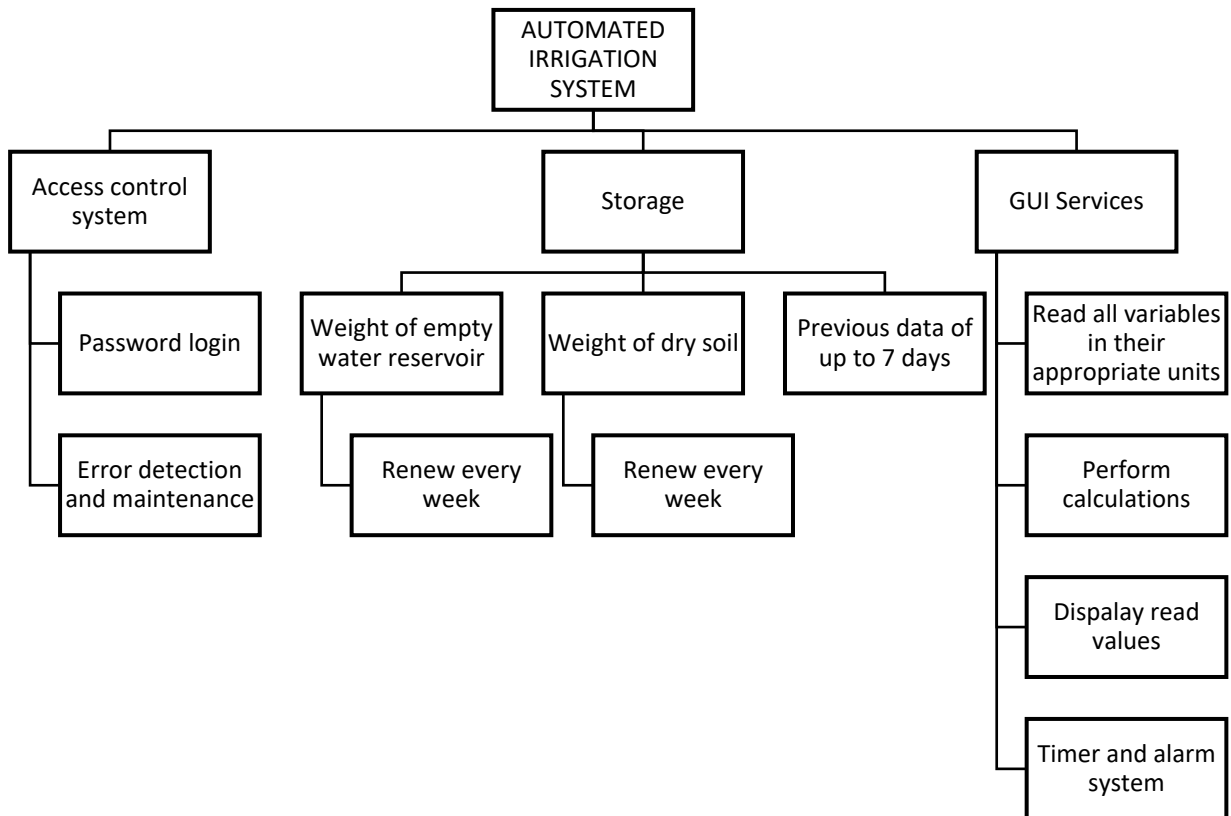 AUTOMATED
IRRIGATION
SYSTEM
Access control
system
Storage
GUI Services
Password login
Error detection
and maintenance
Weight of empty
water reservoir
Renew every
week
Weight of dry soil
Renew every
week
Previous data of
up to 7 days
Read all variables
in their
appropriate units
Perform
calculations
Dispalay read
values
Timer and alarm
system